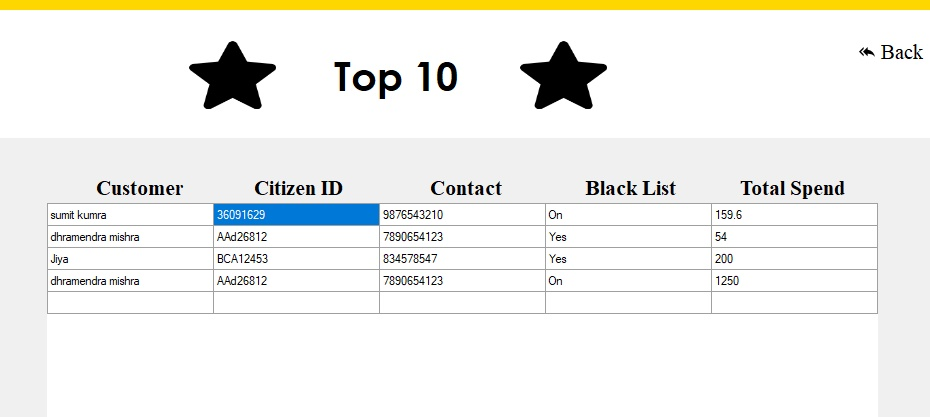 Top 10
Back
Customer Citizen ID Contact Black List Total Spend
sumit kumra 36091629 9876543210 On 159.6
dhramendra mishra AAd26812 7890654123 Yes 54
Jiya BCA12453 834578547 Yes 200
dhramendra mishra AAd26812 7890654123 On 1250